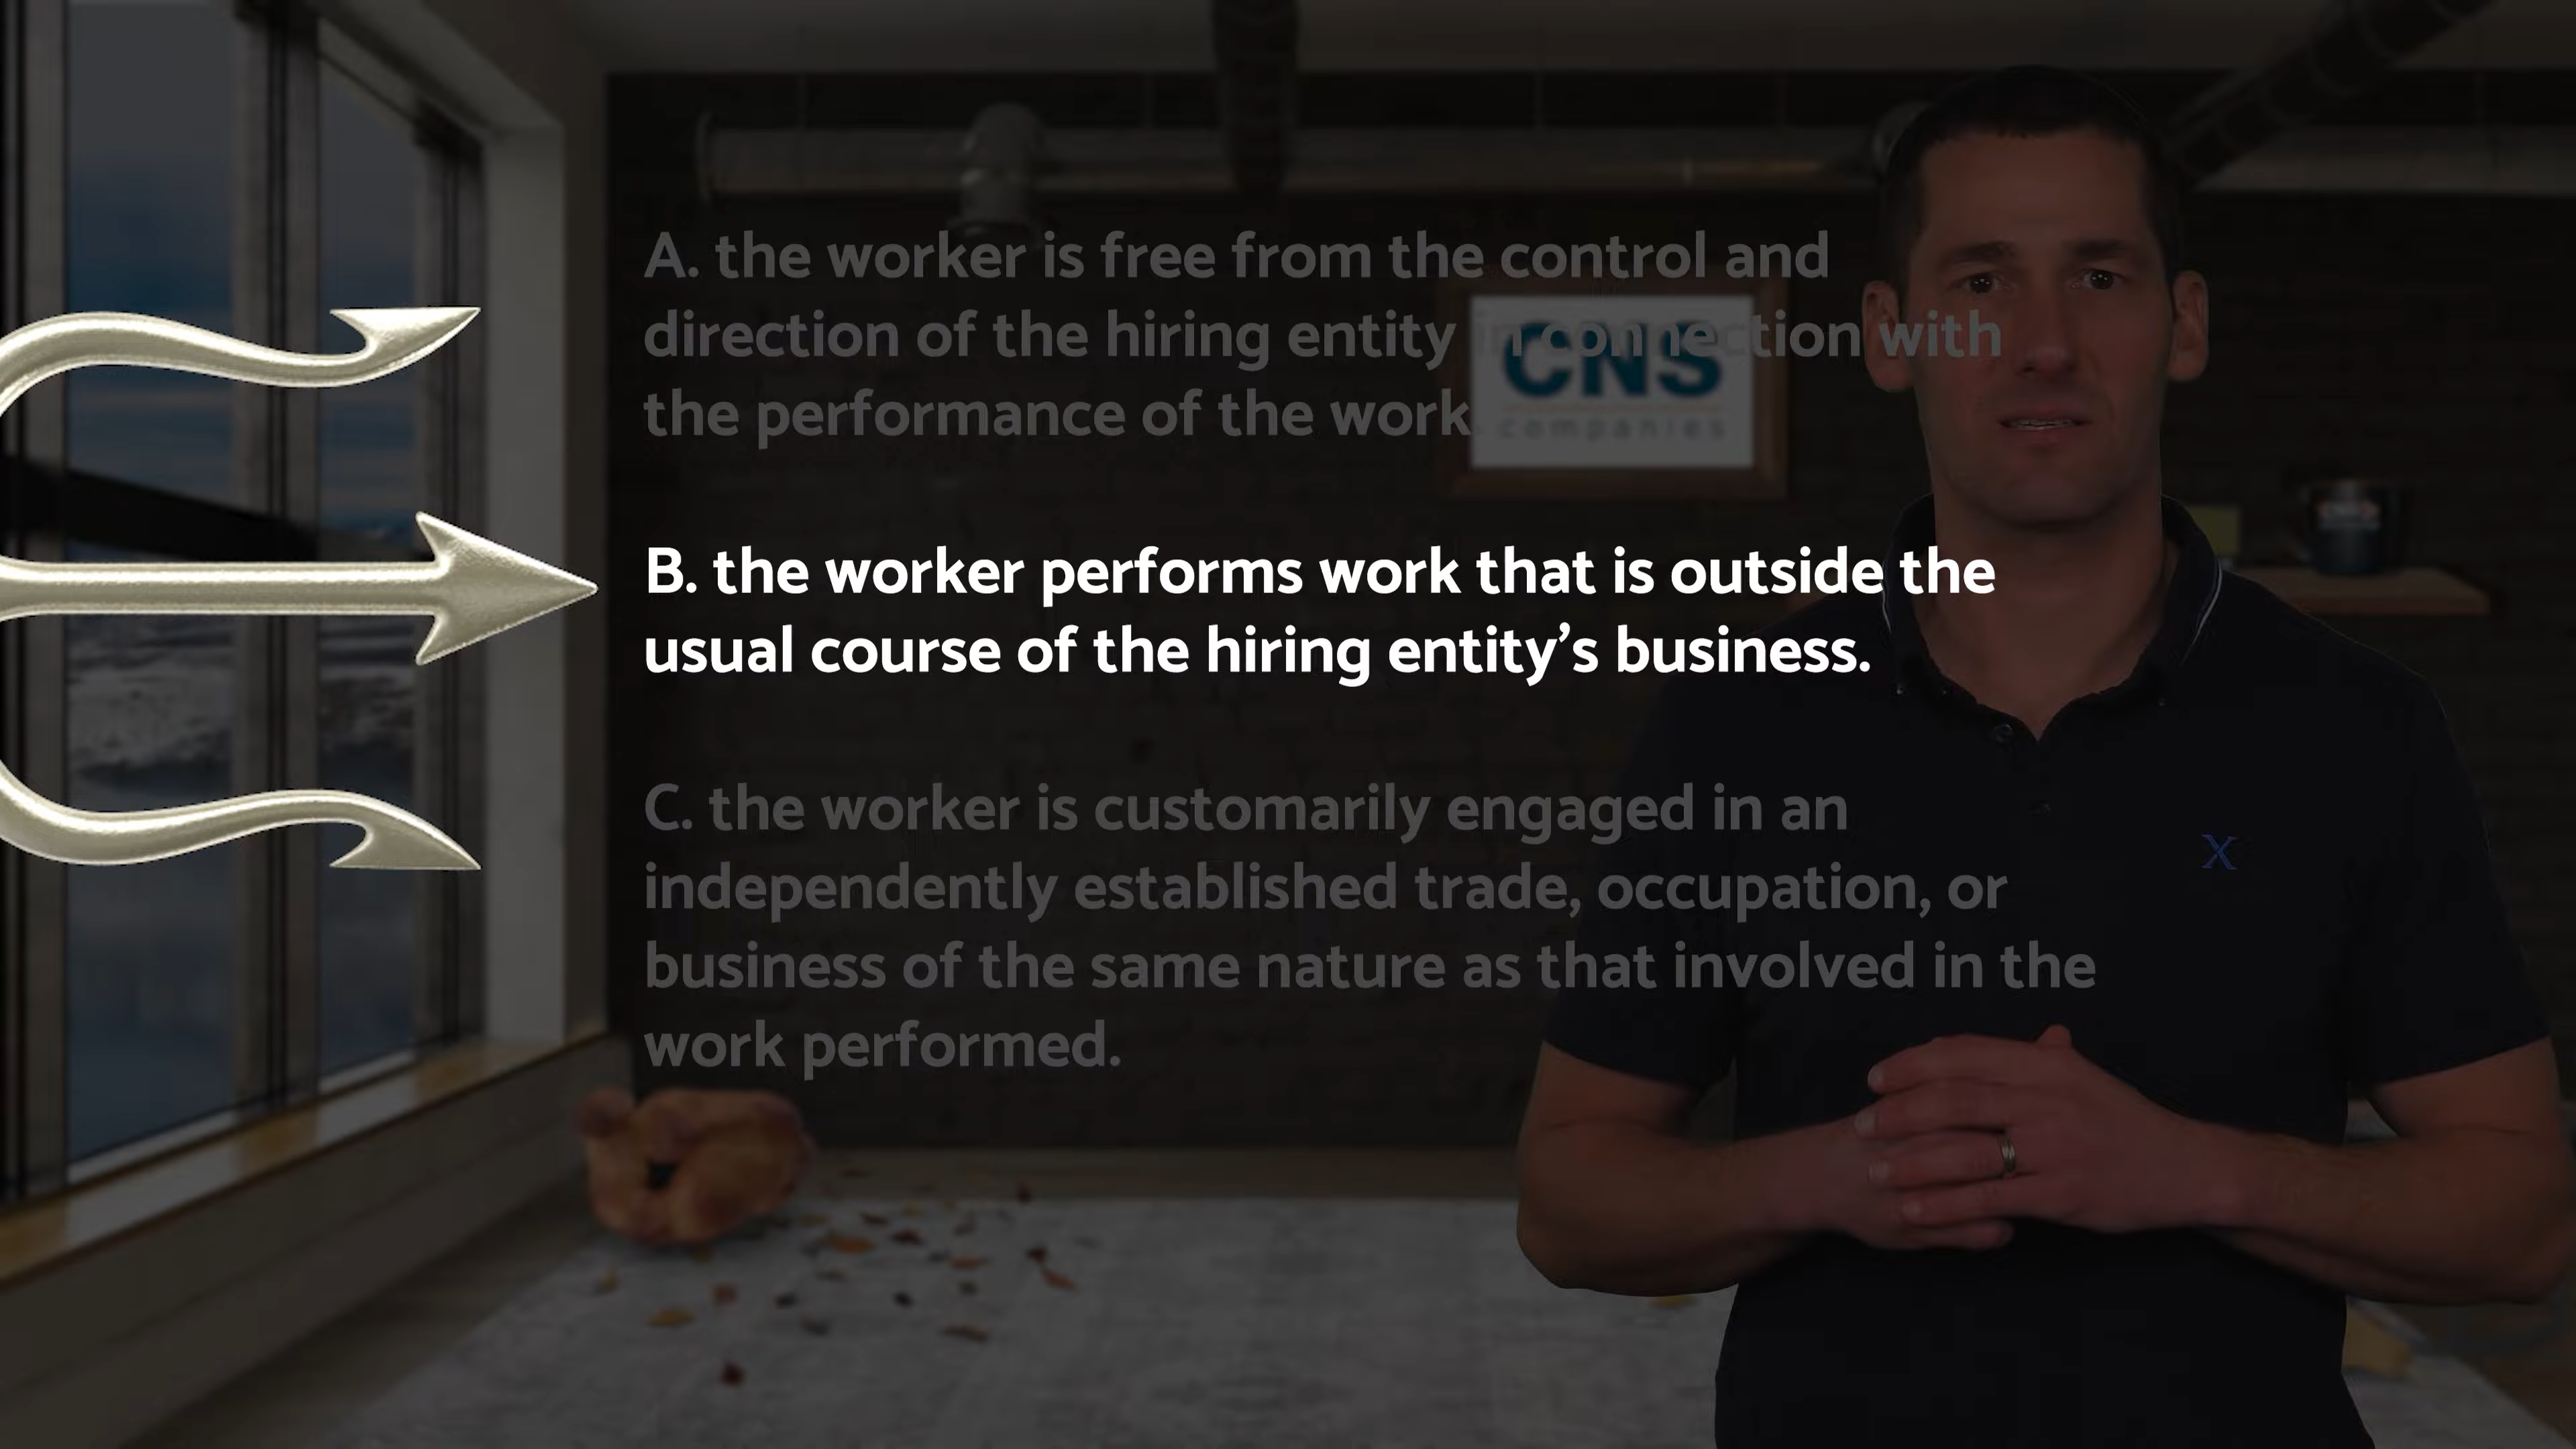 A. the worker is free from the control and
direction of the hiring entity in connection with
the performance of the work.
CNS
companies
B. the worker performs work that is outside the
usual course of the hiring entity’s business.
X
C. the worker is customarily engaged in an
independently established trade, occupation, or
business of the same nature as that involved in the
work performed.